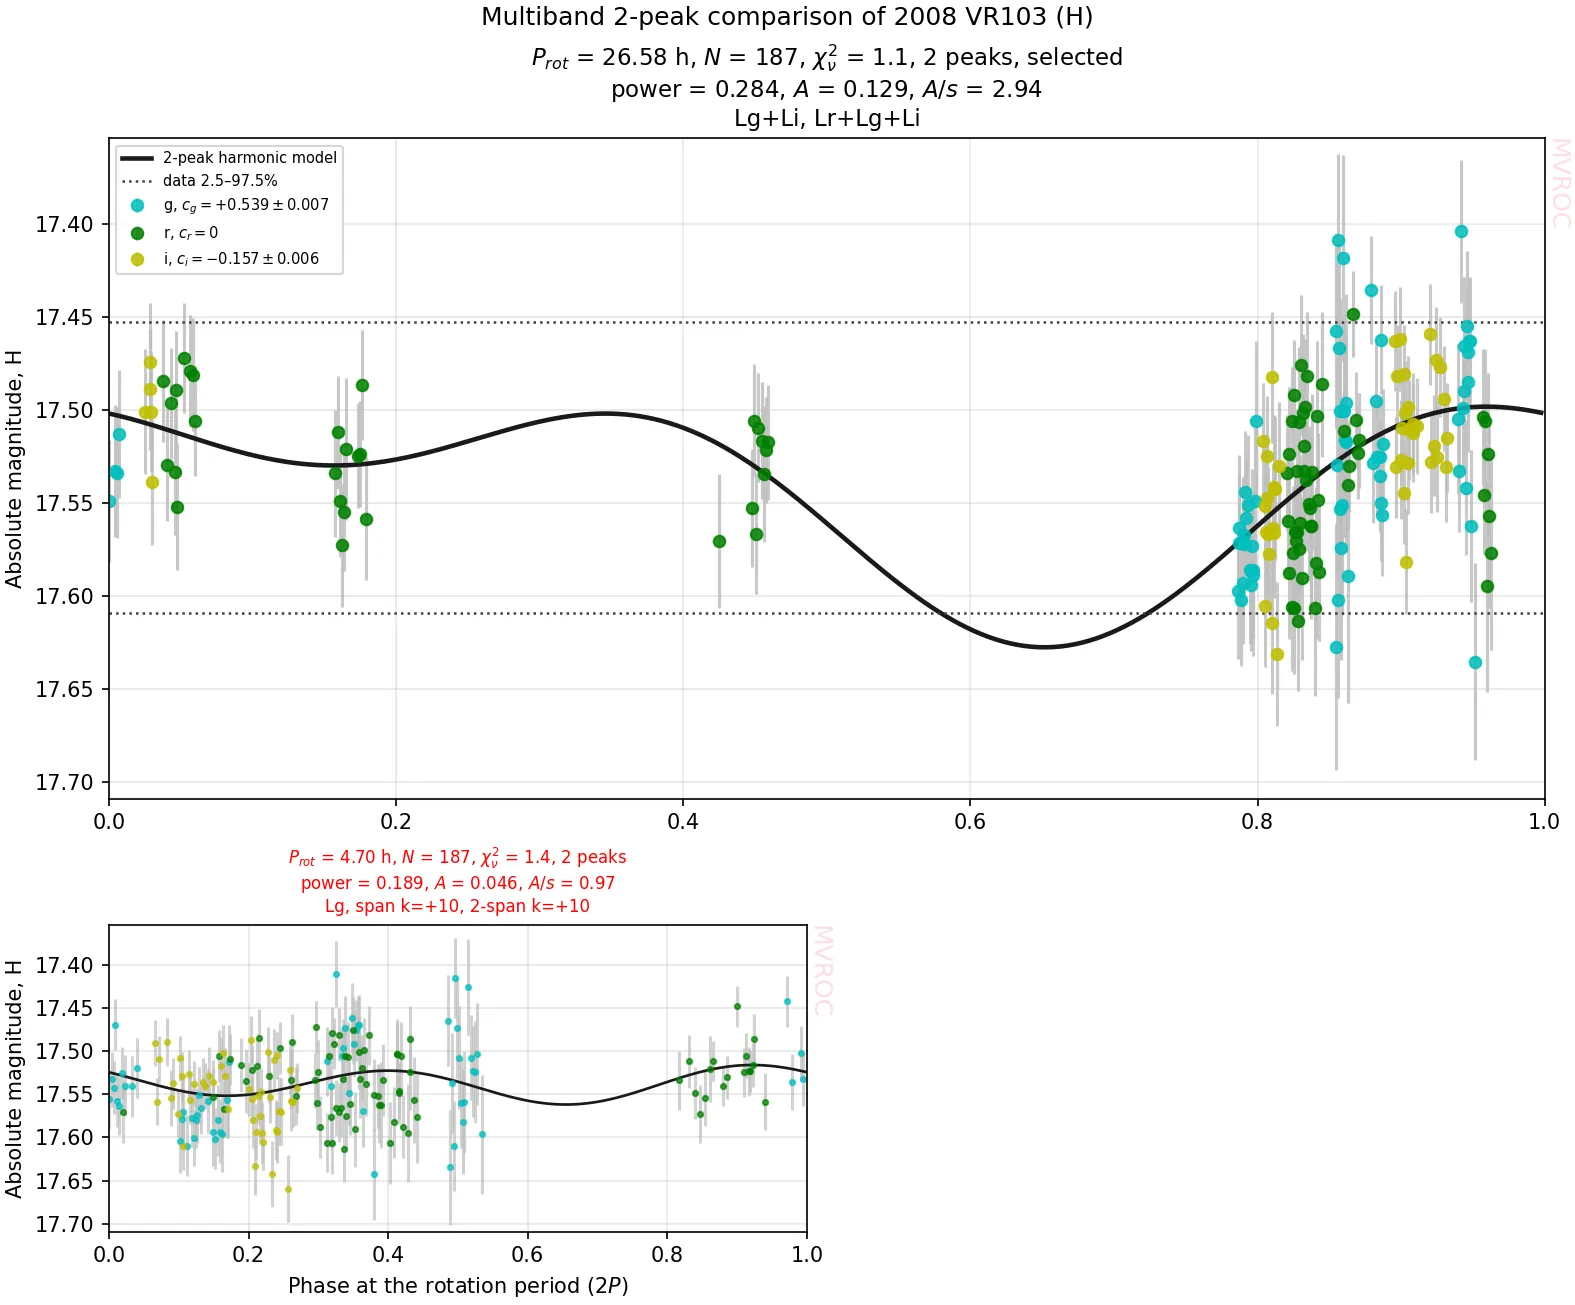 Multiband 2-peak comparison of 2008 VR103 (H)
P_rot = 26.58 h, N = 187, χ²_ν = 1.1, 2 peaks, selected
power = 0.284, A = 0.129, A/s = 2.94
Lg+Li, Lr+Lg+Li
2-peak harmonic model
data 2.5–97.5%
g, c_g = +0.539 ± 0.007
r, c_r = 0
i, c_i = −0.157 ± 0.006
MVROC
Absolute magnitude, H
17.40
17.45
17.50
17.55
17.60
17.65
17.70
0.0 0.2 0.4 0.6 0.8 1.0
P_rot = 4.70 h, N = 187, χ²_ν = 1.4, 2 peaks
power = 0.189, A = 0.046, A/s = 0.97
Lg, span k=+10, 2-span k=+10
MVROC
Absolute magnitude, H
17.40
17.45
17.50
17.55
17.60
17.65
17.70
0.0 0.2 0.4 0.6 0.8 1.0
Phase at the rotation period (2P)